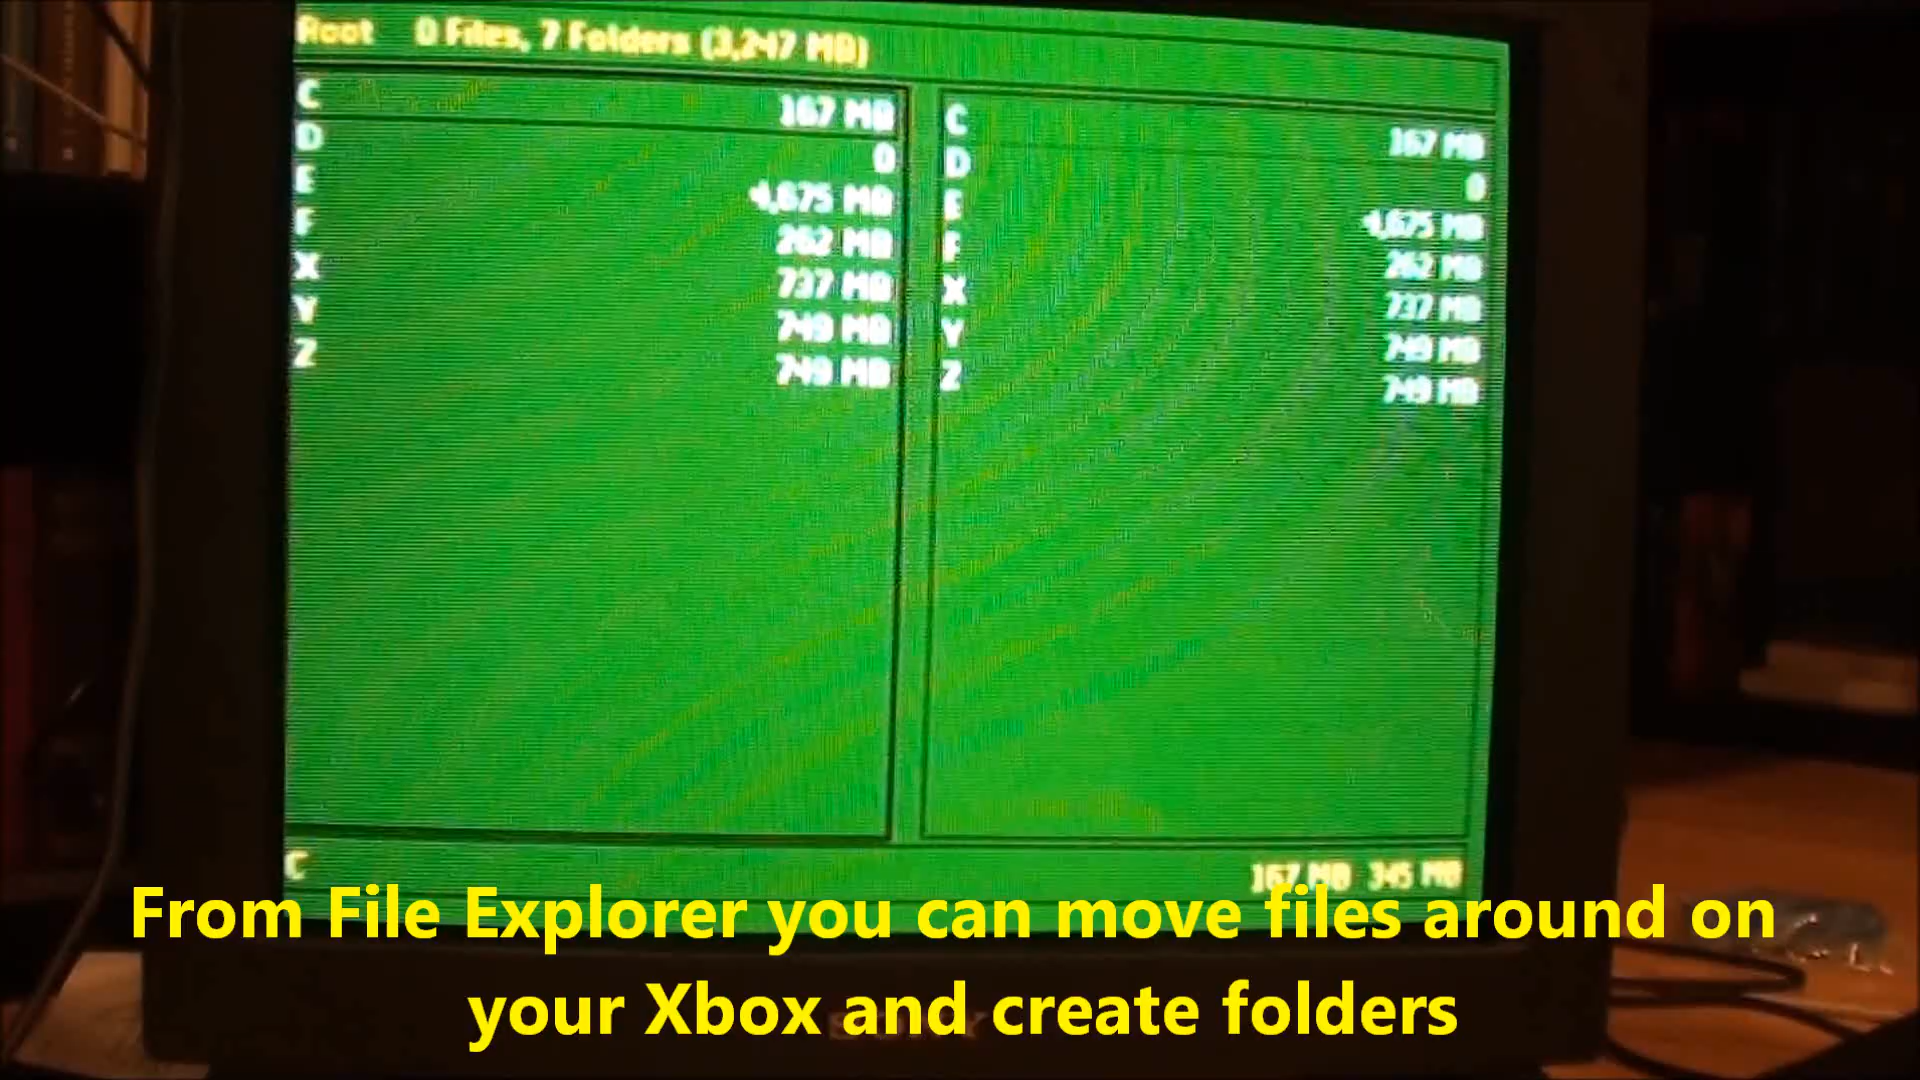 Root 0 Files, 7 Folders (3,247 MB)
C 167 MB
D 0
E 4,675 MB
F 262 MB
X 737 MB
Y 749 MB
Z 749 MB
C 167 MB
D 0
E 4,675 MB
F 262 MB
X 737 MB
Y 749 MB
Z 749 MB
C 167 MB 345 MB
From File Explorer you can move files around on
your Xbox and create folders
SONY